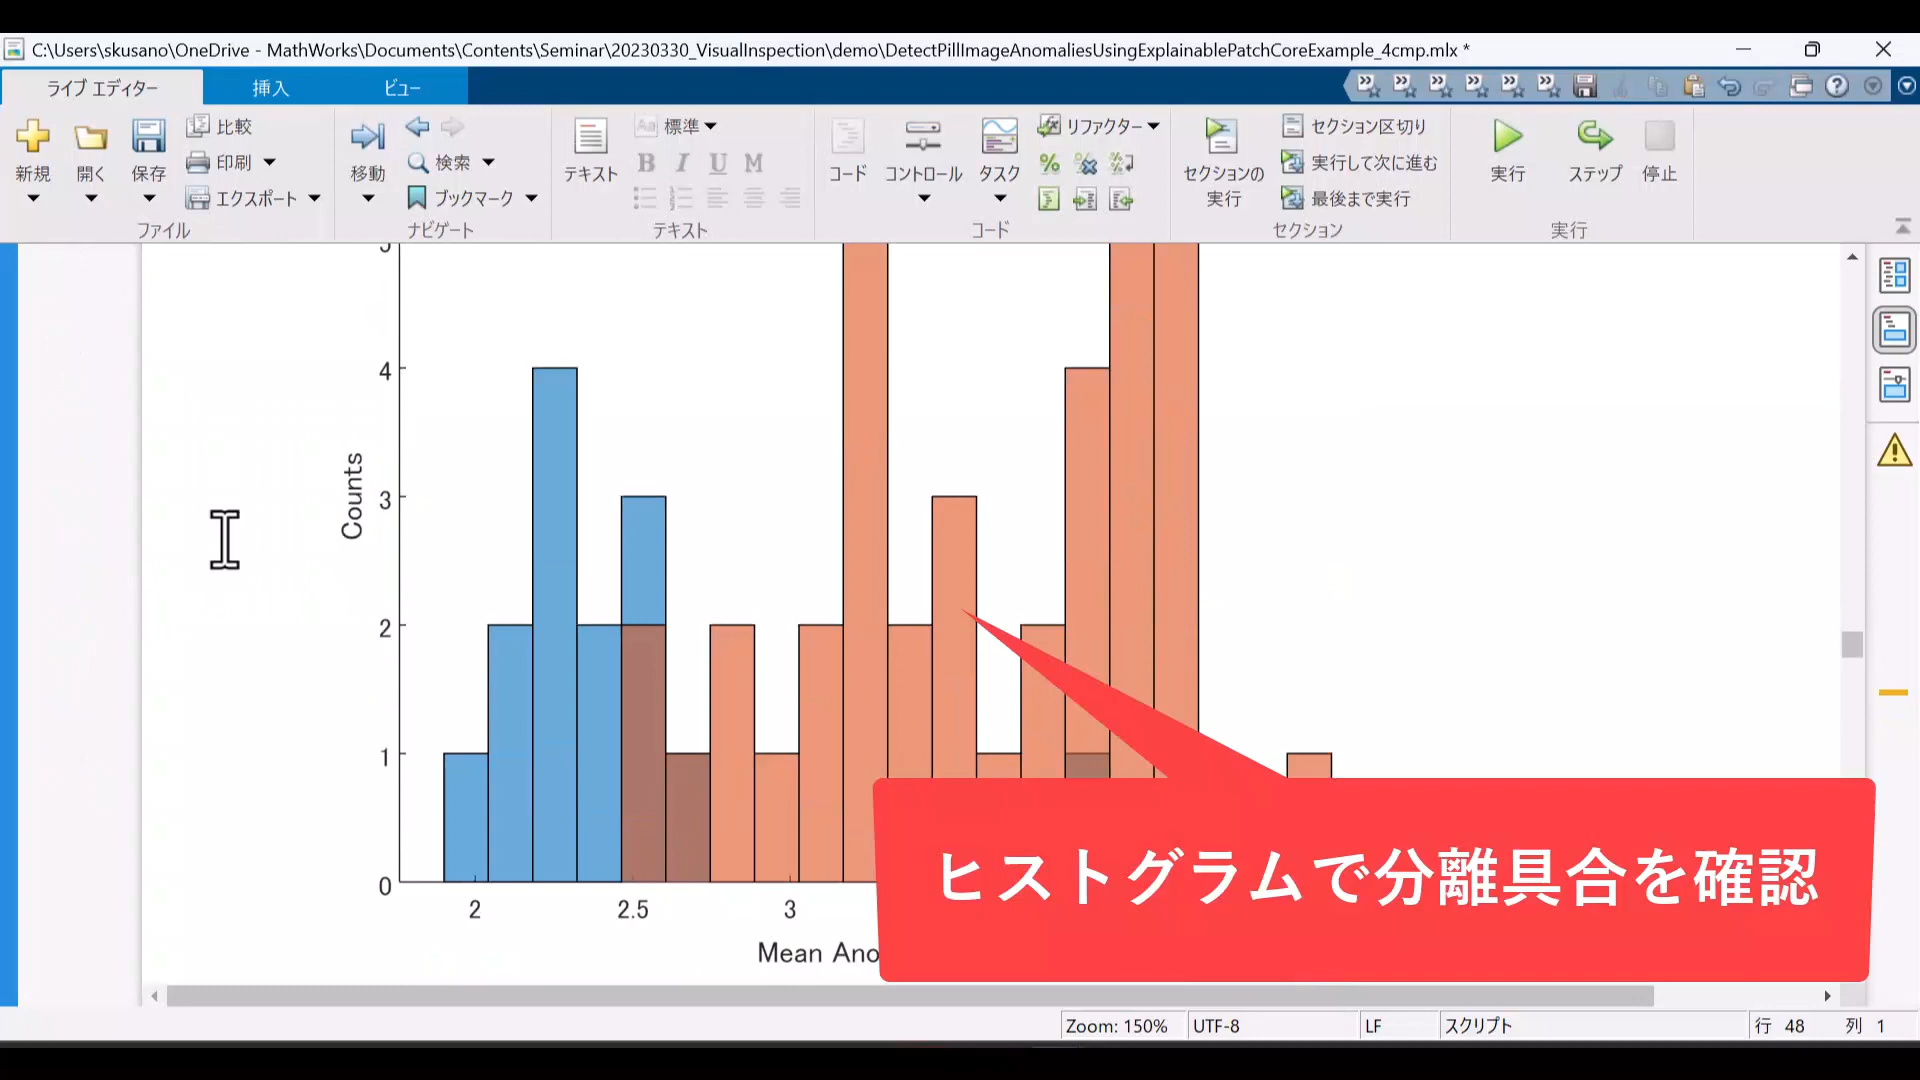 C:\Users\skusano\OneDrive - MathWorks\Documents\Contents\Seminar\20230330_VisualInspection\demo\DetectPillImageAnomaliesUsingExplainablePatchCoreExample_4cmp.mlx *
ライブ エディター 挿入 ビュー
新規 開く 保存 比較 印刷 エクスポート
ファイル
移動 検索 ブックマーク
ナビゲート
テキスト Aa 標準 B I U M
テキスト
コード コントロール タスク リファクター
コード
セクションの実行 セクション区切り 実行して次に進む 最後まで実行
セクション
実行 ステップ 停止
実行
4
3
2
1
0
Counts
2 2.5 3
Mean Ano
ヒストグラムで分離具合を確認
Zoom: 150% UTF-8 LF スクリプト 行 48 列 1